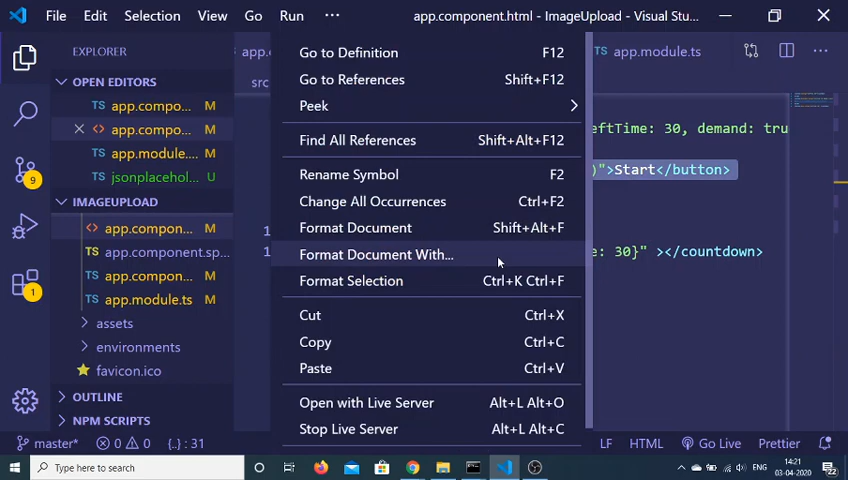 File Edit Selection View Go Run ··· app.component.html - ImageUpload - Visual Stu...
EXPLORER
OPEN EDITORS
TS app.compo... M
<> app.compo... M
TS app.module.... M
TS jsonplacehol... M
9
IMAGEUPLOAD
<> app.compon... M
TS app.component.sp...
TS app.compon... M
TS app.module.ts M
1
assets
environments
favicon.ico
OUTLINE
NPM SCRIPTS
TS app.module.ts ···
src
eftTime: 30, demand: tru
)">Start</button>
e: 30}" ></countdown>
Go to Definition F12
Go to References Shift+F12
Peek
Find All References Shift+Alt+F12
Rename Symbol F2
Change All Occurrences Ctrl+F2
Format Document Shift+Alt+F
Format Document With...
Format Selection Ctrl+K Ctrl+F
Cut Ctrl+X
Copy Ctrl+C
Paste Ctrl+V
Open with Live Server Alt+L Alt+O
Stop Live Server Alt+L Alt+C
master* 0 0 {..} : 31 LF HTML Go Live Prettier
Type here to search
ENG 14:21
03-04-2020
22